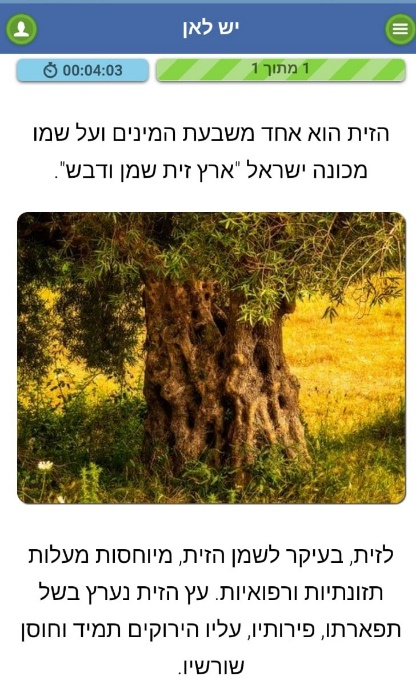 יש לאן
00:04:03
1 מתוך 1
הזית הוא אחד משבעת המינים ועל שמו
מכונה ישראל "ארץ זית שמן ודבש".
לזית, בעיקר לשמן הזית, מיוחסות מעלות
תזונתיות ורפואיות. עץ הזית נערץ בשל
תפארתו, פירותיו, עליו הירוקים תמיד וחוסן
שורשיו.